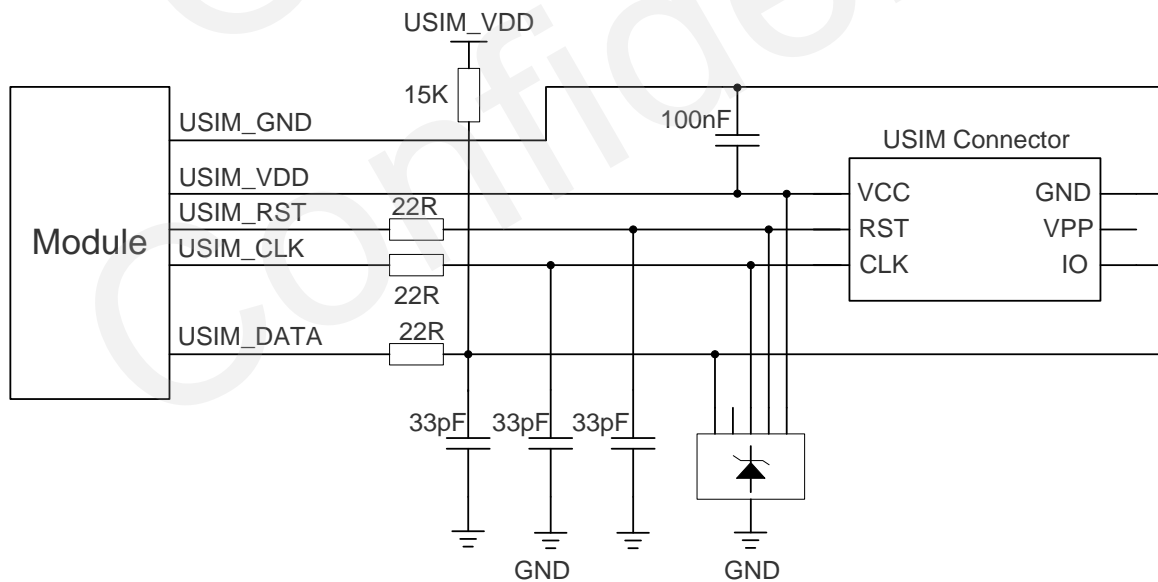 USIM_VDD
15K
USIM_GND
100nF
USIM Connector
USIM_VDD
VCC
GND
USIM_RST
22R
RST
VPP
Module
USIM_CLK
CLK
IO
22R
USIM_DATA
22R
33pF
33pF
33pF
GND
GND